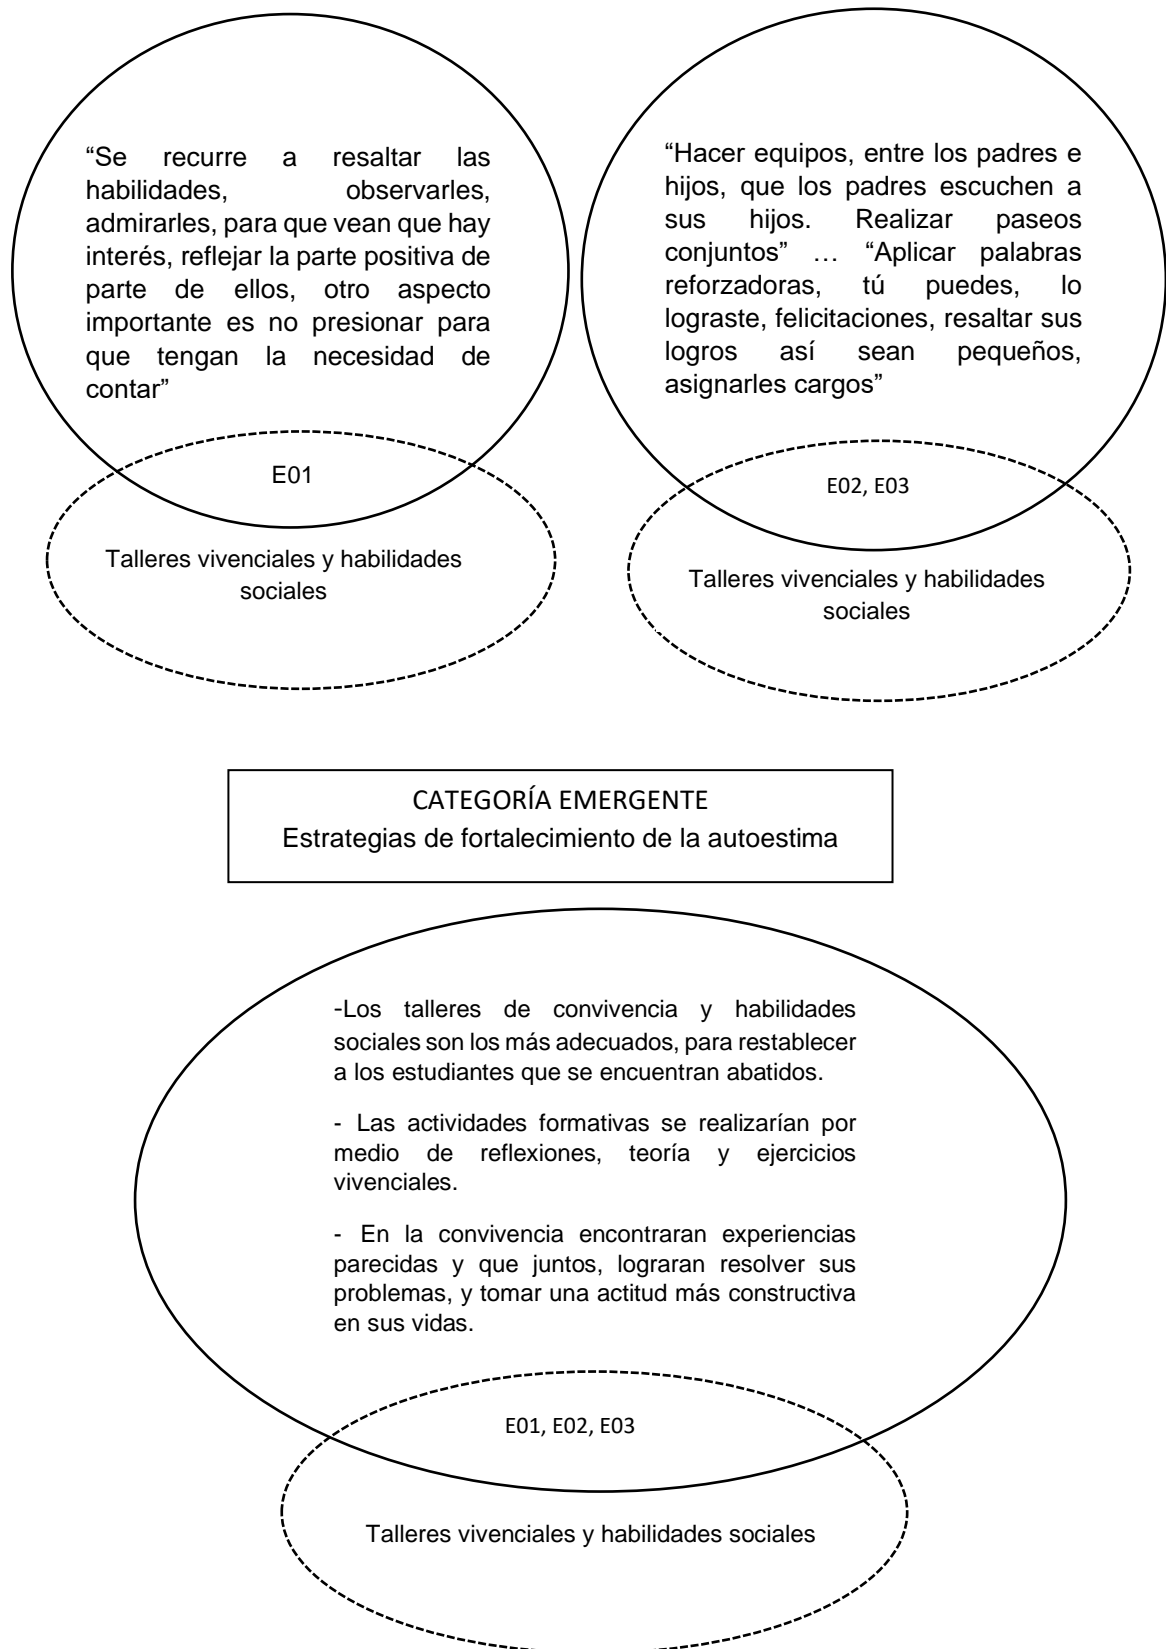 “Se recurre a resaltar las
habilidades, observarles,
admirarles, para que vean que hay
interés, reflejar la parte positiva de
parte de ellos, otro aspecto
importante es no presionar para
que tengan la necesidad de
contar”
E01
Talleres vivenciales y habilidades
sociales
“Hacer equipos, entre los padres e
hijos, que los padres escuchen a
sus hijos. Realizar paseos
conjuntos” … “Aplicar palabras
reforzadoras, tú puedes, lo
lograste, felicitaciones, resaltar sus
logros así sean pequeños,
asignarles cargos”
E02, E03
Talleres vivenciales y habilidades
sociales
CATEGORÍA EMERGENTE
Estrategias de fortalecimiento de la autoestima
-Los talleres de convivencia y habilidades
sociales son los más adecuados, para restablecer
a los estudiantes que se encuentran abatidos.
- Las actividades formativas se realizarían por
medio de reflexiones, teoría y ejercicios
vivenciales.
- En la convivencia encontraran experiencias
parecidas y que juntos, lograran resolver sus
problemas, y tomar una actitud más constructiva
en sus vidas.
E01, E02, E03
Talleres vivenciales y habilidades sociales